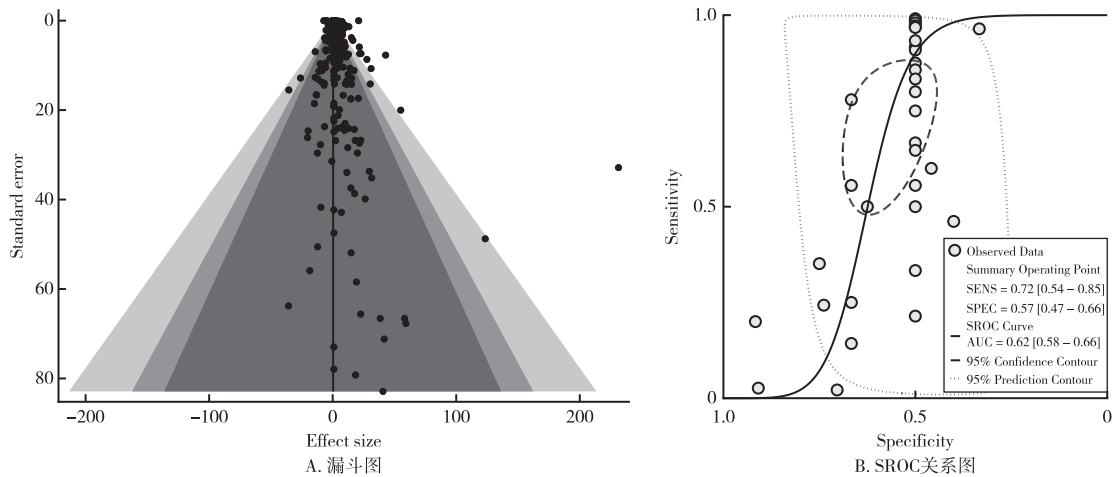 0
20
40
60
80
Standard error
−200
−100
0
100
200
Effect size
A. 漏斗图
1.0
0.5
0
Sensitivity
Observed Data
Summary Operating Point
SENS = 0.72 [0.54 – 0.85]
SPEC = 0.57 [0.47 – 0.66]
SROC Curve
AUC = 0.62 [0.58 – 0.66]
95% Confidence Contour
95% Prediction Contour
1.0
0.5
0
Specificity
B. SROC关系图